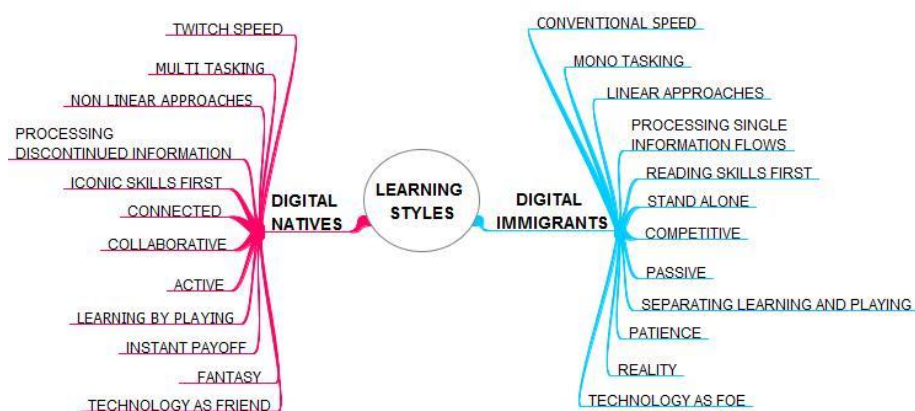 LEARNING
STYLES
DIGITAL
NATIVES
TWITCH SPEED
MULTI TASKING
NON LINEAR APPROACHES
PROCESSING
DISCONTINUED INFORMATION
ICONIC SKILLS FIRST
CONNECTED
COLLABORATIVE
ACTIVE
LEARNING BY PLAYING
INSTANT PAYOFF
FANTASY
TECHNOLOGY AS FRIEND
DIGITAL
IMMIGRANTS
CONVENTIONAL SPEED
MONO TASKING
LINEAR APPROACHES
PROCESSING SINGLE
INFORMATION FLOWS
READING SKILLS FIRST
STAND ALONE
COMPETITIVE
PASSIVE
SEPARATING LEARNING AND PLAYING
PATIENCE
REALITY
TECHNOLOGY AS FOE